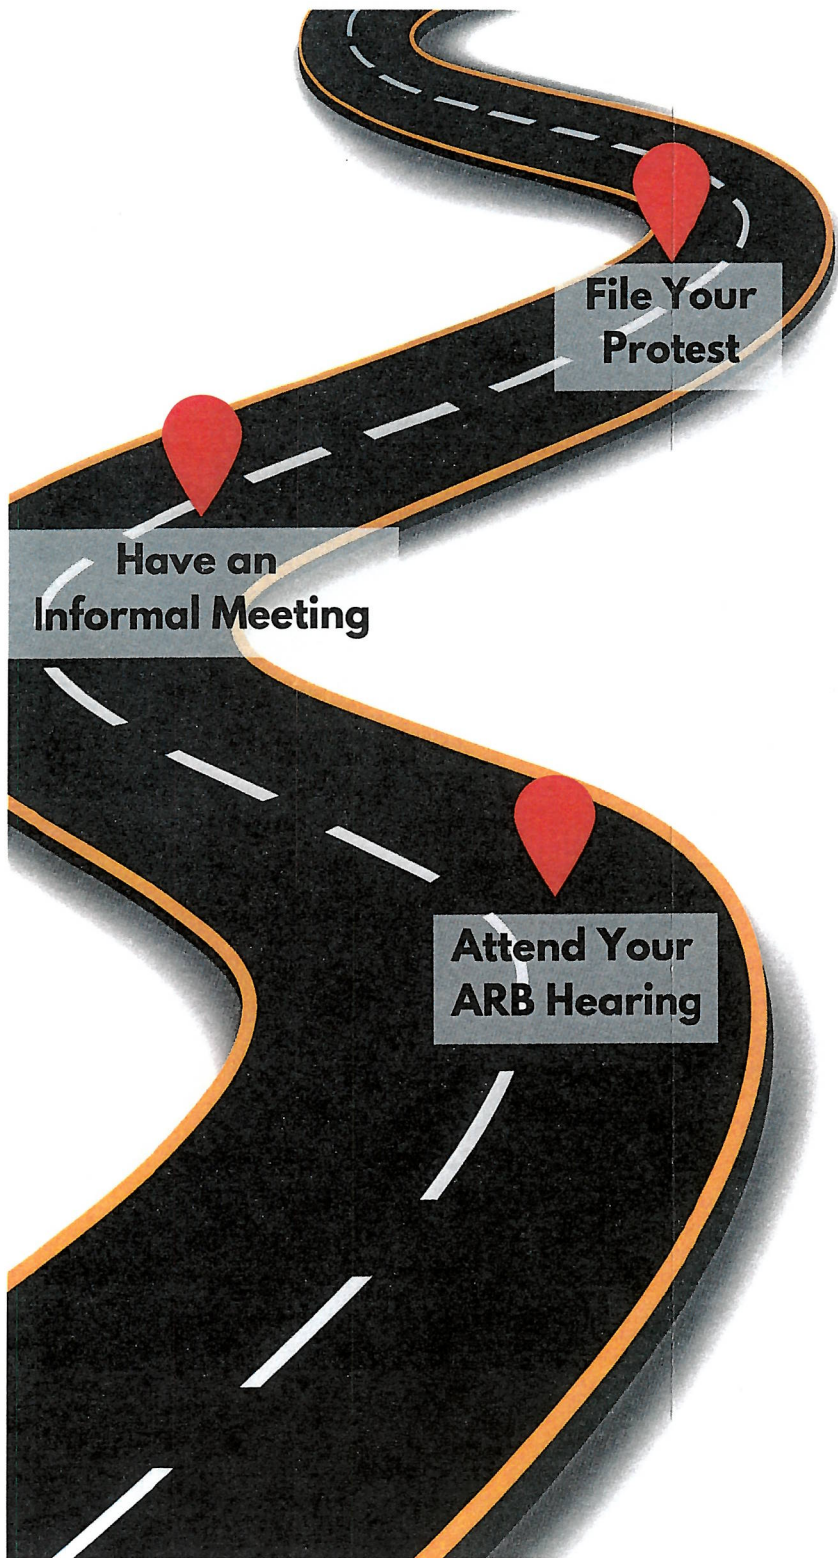 File Your
Protest
Have an
Informal Meeting
Attend Your
ARB Hearing